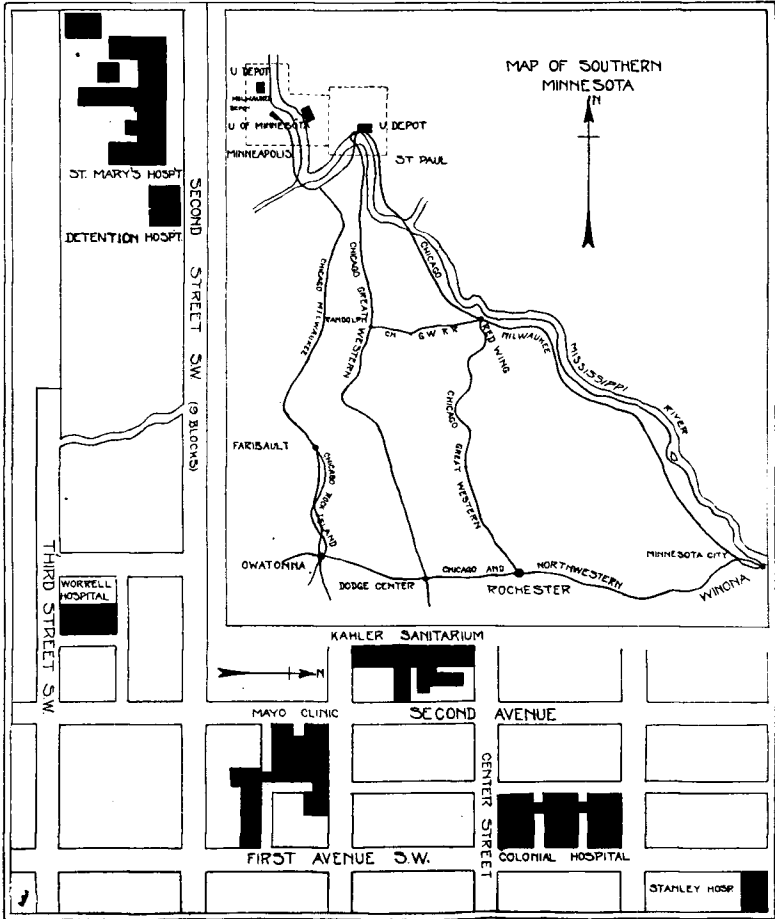 MAP OF SOUTHERN
MINNESOTA
N
U DEPOT
MILWAUKEE
DEPOT
U OF MINNESOTA
MINNEAPOLIS
U DEPOT
ST PAUL
ST. MARY'S HOSPT
DETENTION HOSPT.
SECOND STREET S.W. (9 BLOCKS)
CHICAGO MILWAUKEE
CHICAGO GREAT WESTERN
CHICAGO
MILWAUKEE
RANDOLPH
CH G W R R
RED WING
MISSISSIPPI RIVER
CHICAGO GREAT WESTERN
FARIBAULT
CHICAGO ROCK ISLAND
OWATONNA
DODGE CENTER
CHICAGO AND NORTHWESTERN
ROCHESTER
MINNESOTA CITY
WINONA
THIRD STREET S.W.
WORRELL
HOSPITAL
KAHLER SANITARIUM
N
MAYO CLINIC
SECOND AVENUE
CENTER STREET
FIRST AVENUE S.W.
COLONIAL HOSPITAL
STANLEY HOSP.